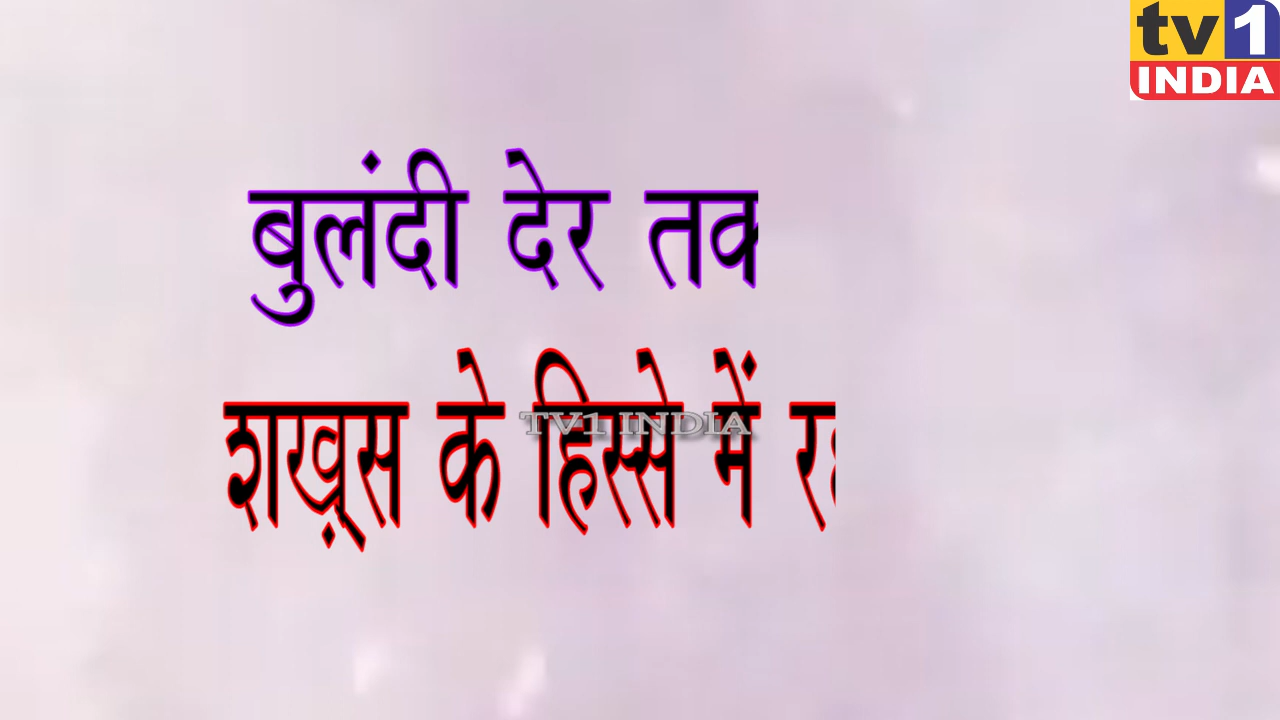 tv1
INDIA
बुलंदी देर तक
शख़्स के हिस्से में
TV1 INDIA